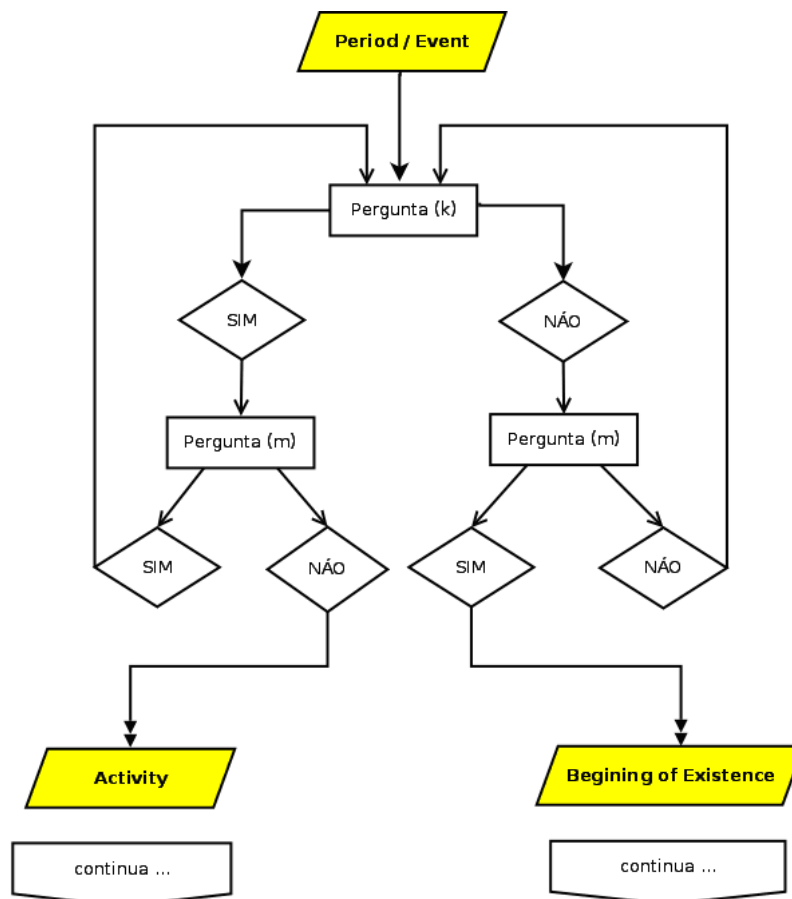 Period / Event
Pergunta (k)
SIM
NÁO
Pergunta (m)
Pergunta (m)
SIM
NÁO
SIM
NÁO
Activity
Begining of Existence
continua ...
continua ...